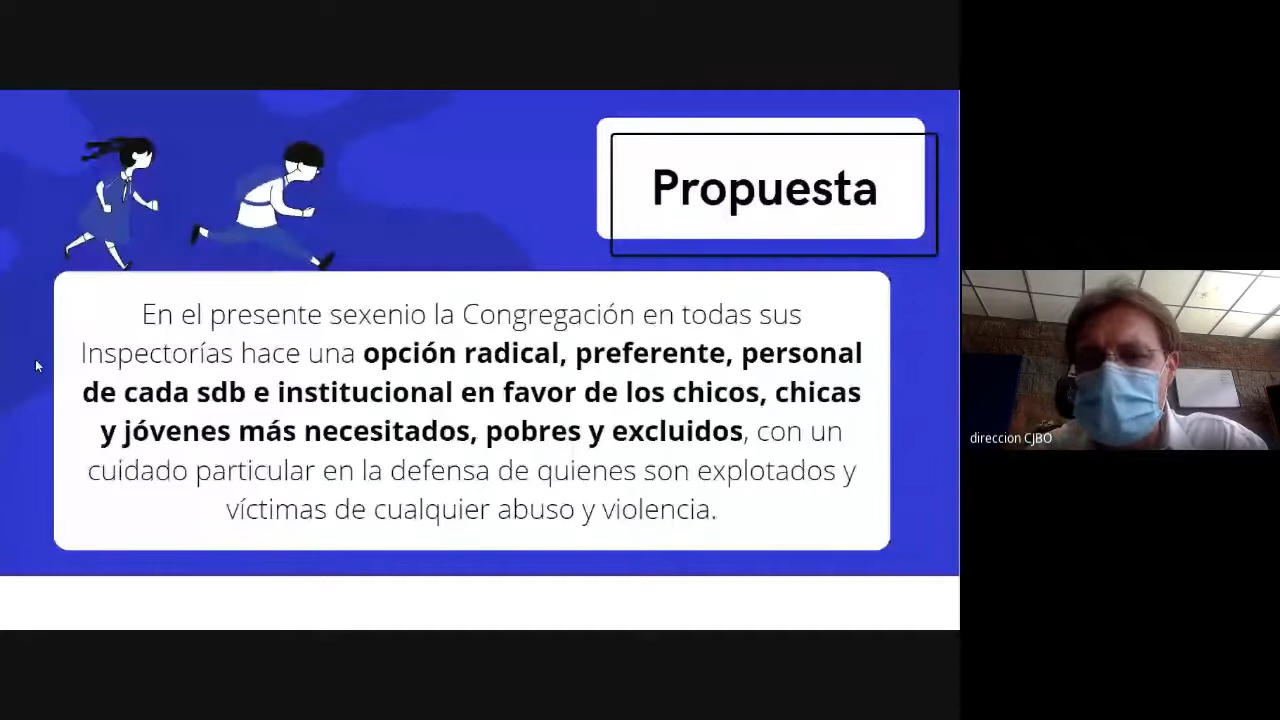 Propuesta
En el presente sexenio la Congregación en todas sus
Inspectorías hace una opción radical, preferente, personal
de cada sdb e institucional en favor de los chicos, chicas
y jóvenes más necesitados, pobres y excluidos, con un
cuidado particular en la defensa de quienes son explotados y
víctimas de cualquier abuso y violencia.
direccion CJBO